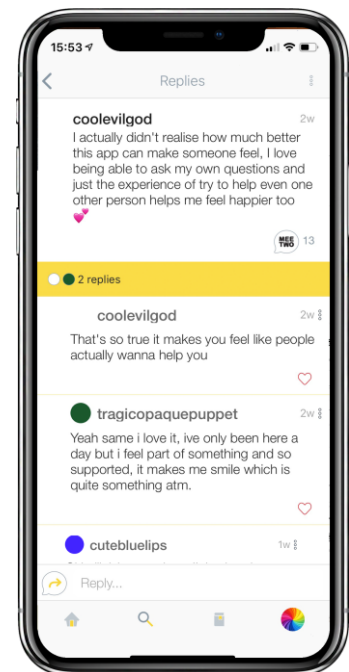 15:53
Replies
coolevilgod 2w
I actually didn't realise how much better
this app can make someone feel, I love
being able to ask my own questions and
just the experience of try to help even one
other person helps me feel happier too
MEE
TWO 13
2 replies
coolevilgod 2w
That's so true it makes you feel like people
actually wanna help you
tragicopaquepuppet 2w
Yeah same i love it, ive only been here a
day but i feel part of something and so
supported, it makes me smile which is
quite something atm.
cutebluelips 1w
Reply...